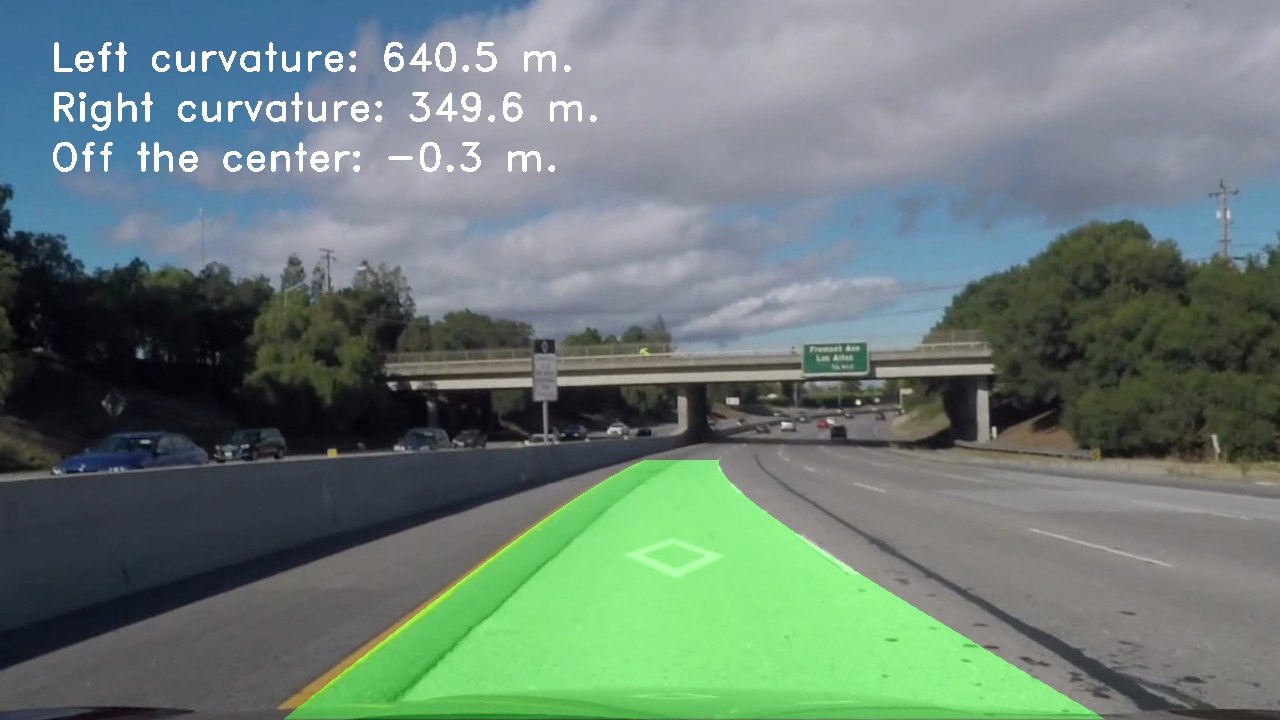 Left curvature: 640.5 m.
Right curvature: 349.6 m.
Off the center: -0.3 m.
Fremont Ave
Los Altos